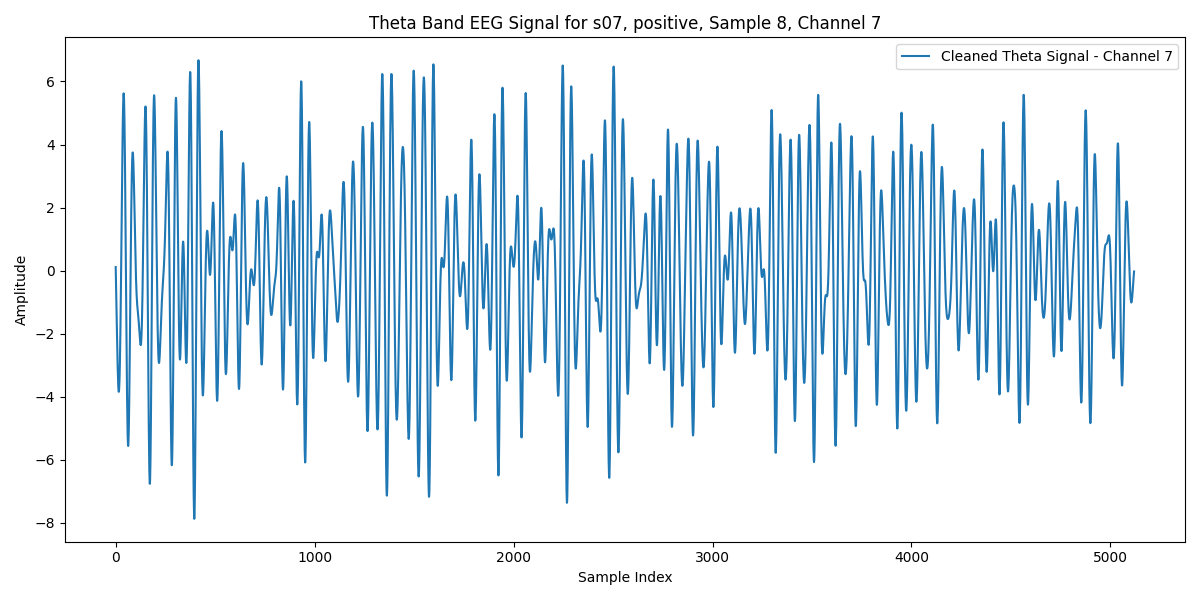 Theta Band EEG Signal for s07, positive, Sample 8, Channel 7
Cleaned Theta Signal - Channel 7
6
4
2
0
−2
−4
−6
−8
Amplitude
0 1000 2000 3000 4000 5000
Sample Index